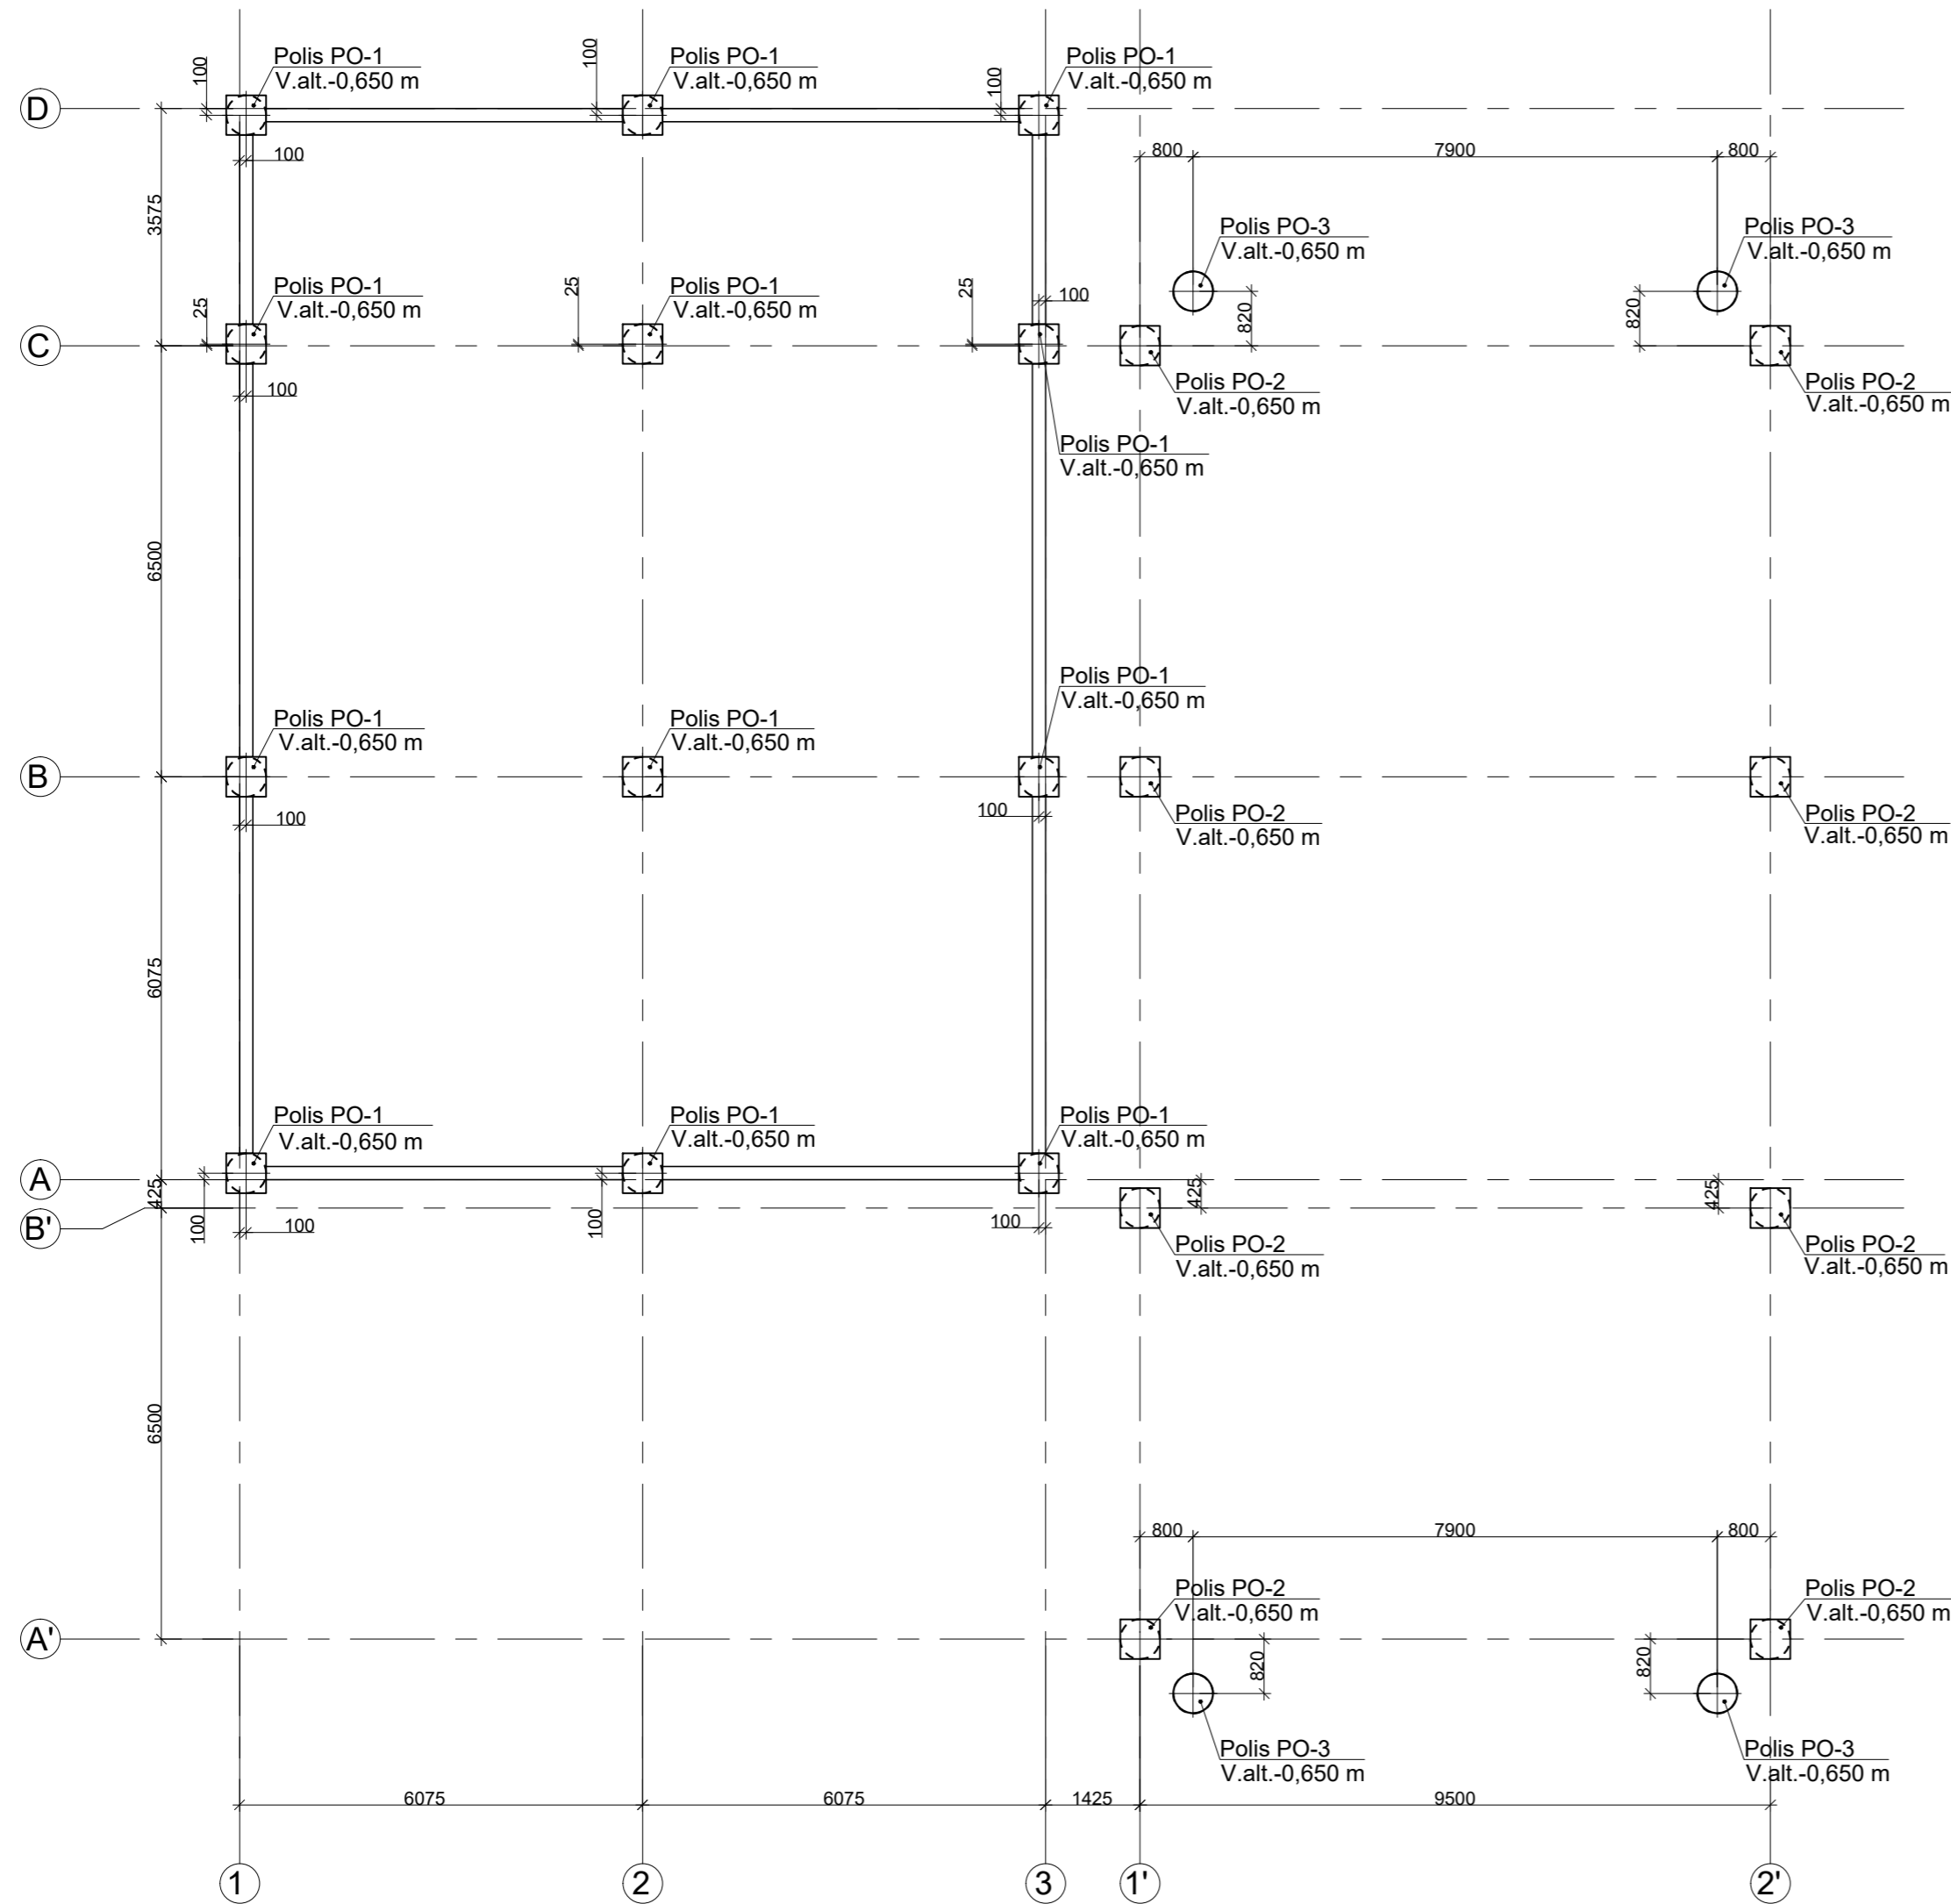 Polis PO-1
V.alt.-0,650 m
Polis PO-1
V.alt.-0,650 m
Polis PO-1
V.alt.-0,650 m
100
100
100
D
100
800
7900
800
3575
Polis PO-3
V.alt.-0,650 m
Polis PO-3
V.alt.-0,650 m
Polis PO-1
V.alt.-0,650 m
Polis PO-1
V.alt.-0,650 m
25
25
25
100
820
820
C
Polis PO-2
V.alt.-0,650 m
Polis PO-2
V.alt.-0,650 m
100
Polis PO-1
V.alt.-0,650 m
6500
Polis PO-1
V.alt.-0,650 m
Polis PO-1
V.alt.-0,650 m
Polis PO-1
V.alt.-0,650 m
B
100
100
Polis PO-2
V.alt.-0,650 m
Polis PO-2
V.alt.-0,650 m
6075
Polis PO-1
V.alt.-0,650 m
Polis PO-1
V.alt.-0,650 m
Polis PO-1
V.alt.-0,650 m
A
425
425
425
B'
100
100
100
100
Polis PO-2
V.alt.-0,650 m
Polis PO-2
V.alt.-0,650 m
6500
800
7900
800
Polis PO-2
V.alt.-0,650 m
Polis PO-2
V.alt.-0,650 m
A'
820
820
Polis PO-3
V.alt.-0,650 m
Polis PO-3
V.alt.-0,650 m
6075
6075
1425
9500
1
2
3
1'
2'